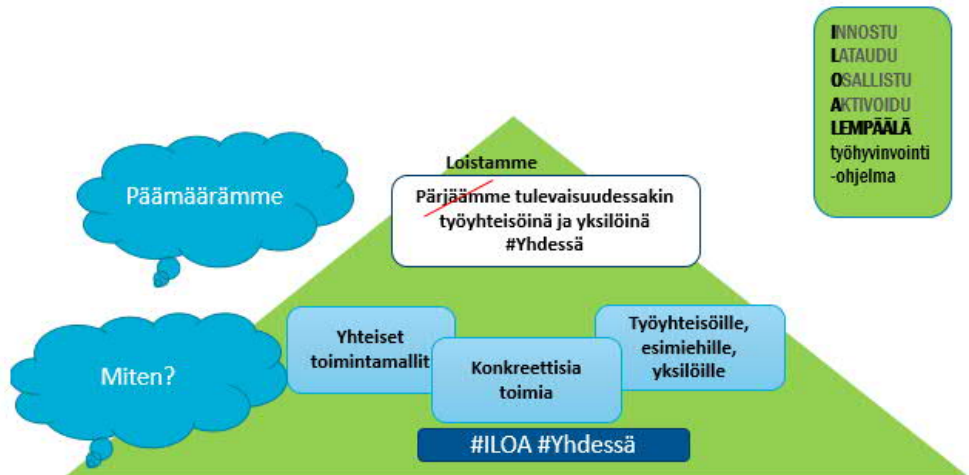 INNOSTU
LATAUDU
OSALLISTU
AKTIVOIDU
LEMPÄÄLÄ
työhyvinvointi
-ohjelma
Päämäärämme
Loistamme
Pärjäämme tulevaisuudessakin
työyhteisöinä ja yksilöinä
#Yhdessä
Miten?
Yhteiset
toimintamallit
Konkreettisia
toimia
Työyhteisöille,
esimiehille,
yksilöille
#ILOA #Yhdessä